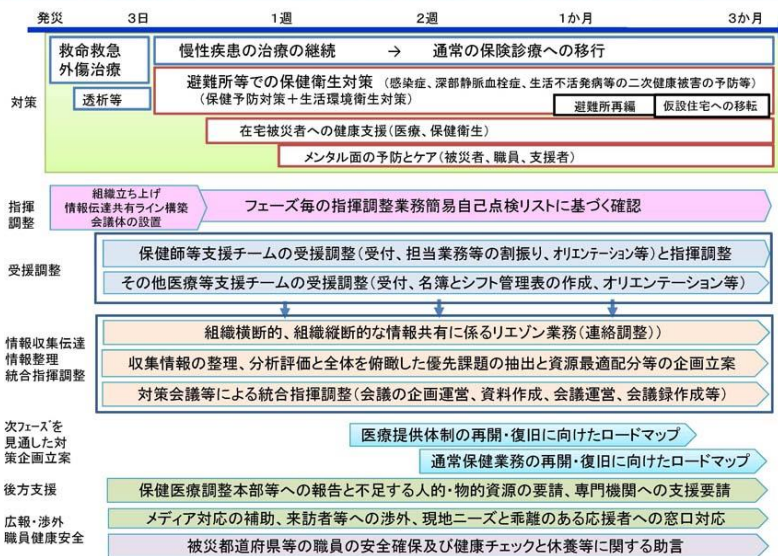 発災 3日 1週 2週 1か月 3か月
対策
救命救急
外傷治療
透析等
慢性疾患の治療の継続 → 通常の保険診療への移行
避難所等での保健衛生対策 (感染症、深部静脈血栓症、生活不活発病等の二次健康被害の予防等)
(保健予防対策+生活環境衛生対策)
避難所再編
仮設住宅への移転
在宅被災者への健康支援(医療、保健衛生)
メンタル面の予防とケア(被災者、職員、支援者)
指揮
調整
組織立ち上げ
情報伝達共有ライン構築
会議体の設置
フェーズ毎の指揮調整業務簡易自己点検リストに基づく確認
受援調整
保健師等支援チームの受援調整(受付、担当業務等の割振り、オリエンテーション等)と指揮調整
その他医療等支援チームの受援調整(受付、名簿とシフト管理表の作成、オリエンテーション等)
情報収集伝達
情報整理
統合指揮調整
組織横断的、組織縦断的な情報共有に係るリエゾン業務(連絡調整))
収集情報の整理、分析評価と全体を俯瞰した優先課題の抽出と資源最適配分等の企画立案
対策会議等による統合指揮調整(会議の企画運営、資料作成、会議運営、会議録作成等)
次フェーズを
見通した対
策企画立案
医療提供体制の再開・復旧に向けたロードマップ
通常保健業務の再開・復旧に向けたロードマップ
後方支援
保健医療調整本部等への報告と不足する人的・物的資源の要請、専門機関への支援要請
広報・渉外
職員健康安全
メディア対応の補助、来訪者等への渉外、現地ニーズと乖離のある応援者への窓口対応
被災都道府県等の職員の安全確保及び健康チェックと休養等に関する助言